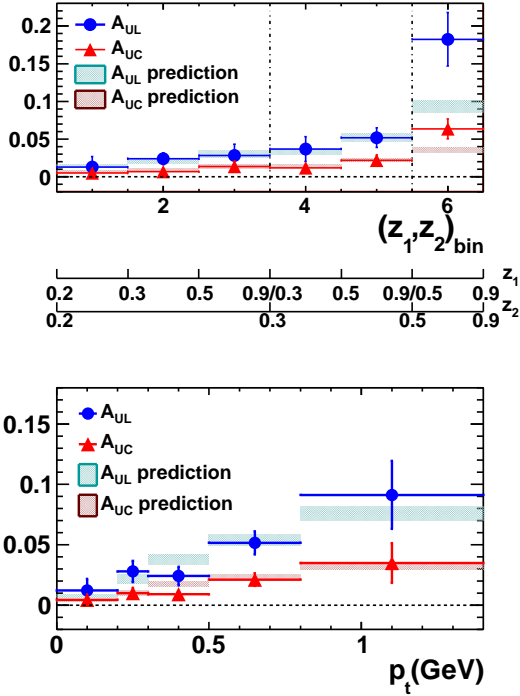 0.2
A_UL
A_UC
0.15
A_UL prediction
0.1
A_UC prediction
0.05
0
2 4 6
(z_1,z_2)_bin
z_1
0.2 0.3 0.5 0.9/0.3 0.5 0.9/0.5 0.9
z_2
0.2 0.3 0.5 0.9
A_UL
0.15
A_UC
A_UL prediction
0.1
A_UC prediction
0.05
0
0 0.5 1
p_t(GeV)